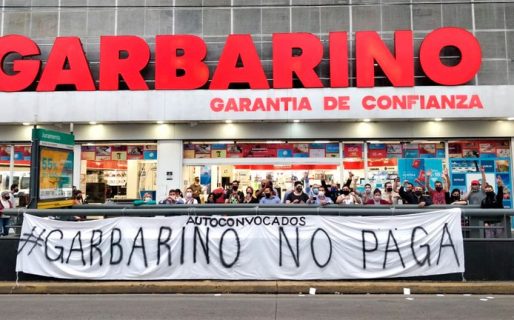 GARBARINO
GARANTIA DE CONFIANZA
AUTOCONVOCADOS
#GARBARINO NO PAGA